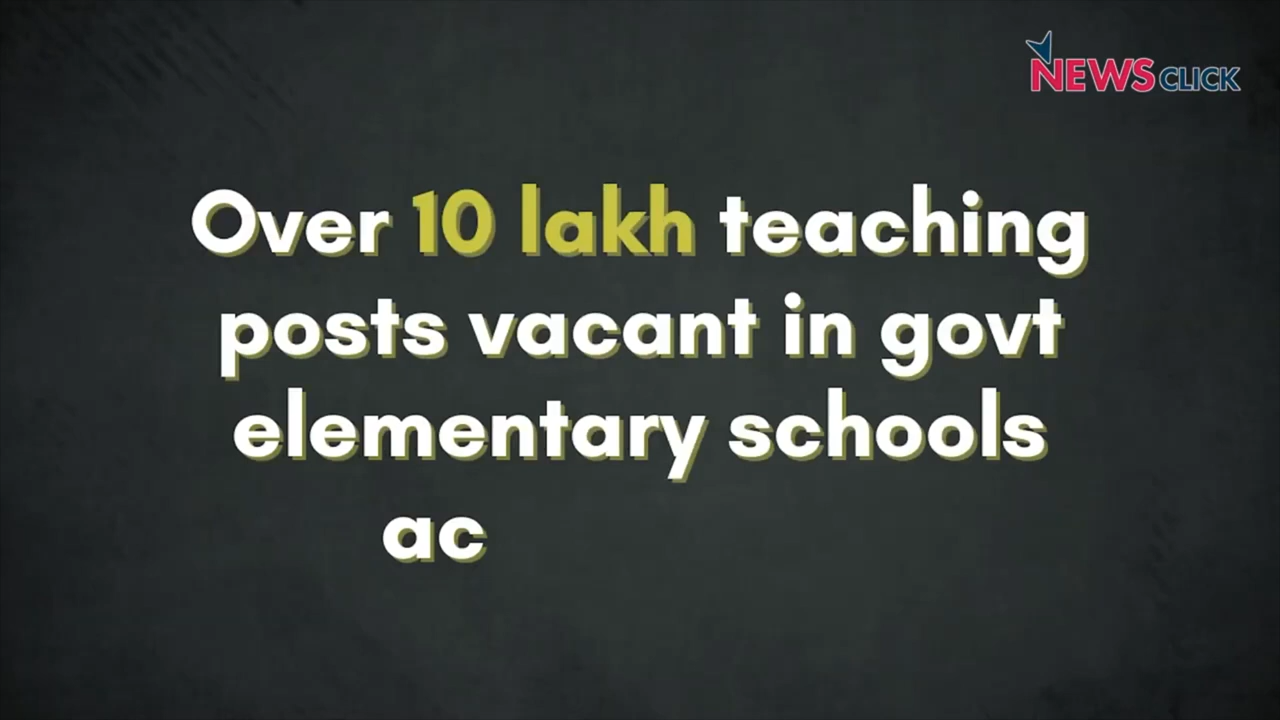 NEWSCLICK
Over 10 lakh teaching
posts vacant in govt
elementary schools
ac